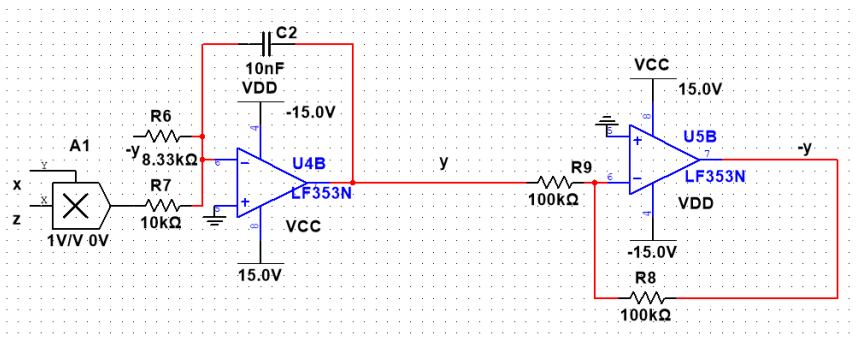 C2
10nF
VDD
-15.0V
R6
-y
8.33kΩ
A1
Y
x
X
z
1V/V 0V
R7
10kΩ
4
6
5
8
7
U4B
LF353N
VCC
15.0V
y
R9
100kΩ
VCC
15.0V
8
5
6
7
4
U5B
LF353N
-y
VDD
-15.0V
R8
100kΩ